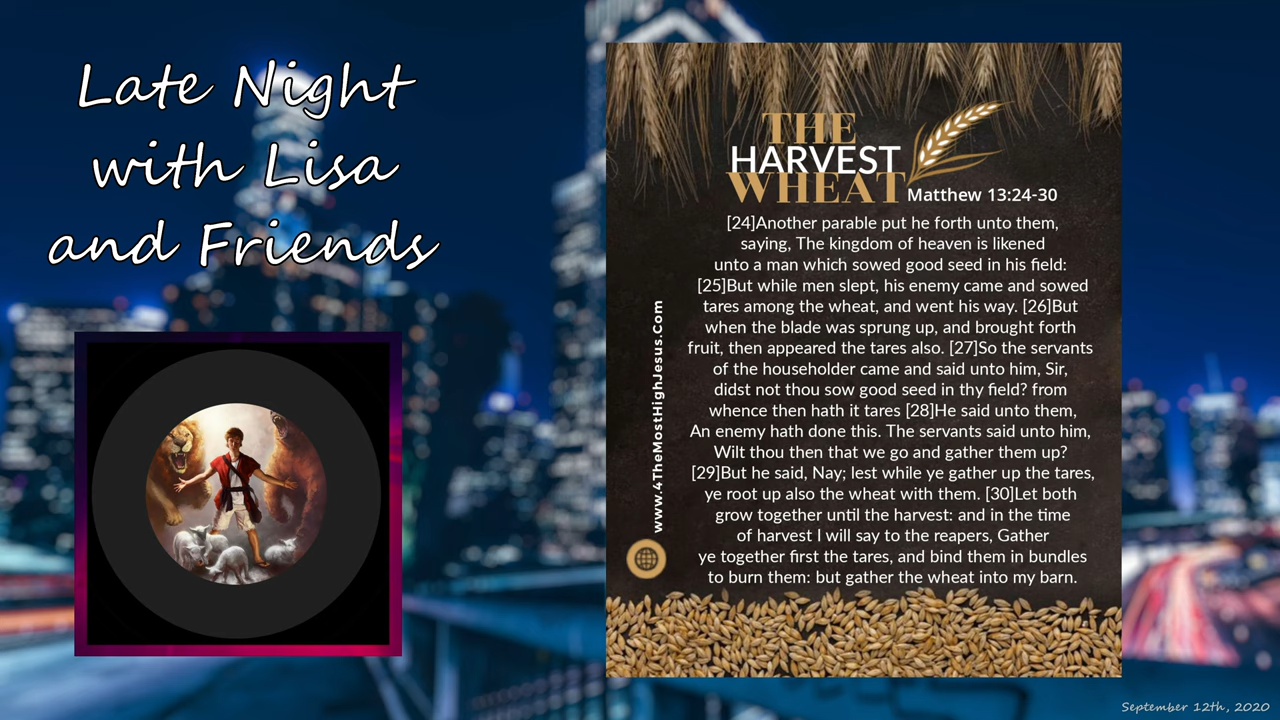 Late Night
with Lisa
and Friends
THE
HARVEST
WHEAT
Matthew 13:24-30
[24]Another parable put he forth unto them,
saying, The kingdom of heaven is likened
unto a man which sowed good seed in his field:
[25]But while men slept, his enemy came and sowed
tares among the wheat, and went his way. [26]But
when the blade was sprung up, and brought forth
fruit, then appeared the tares also. [27]So the servants
of the householder came and said unto him, Sir,
didst not thou sow good seed in thy field? from
whence then hath it tares [28]He said unto them,
An enemy hath done this. The servants said unto him,
Wilt thou then that we go and gather them up?
[29]But he said, Nay; lest while ye gather up the tares,
ye root up also the wheat with them. [30]Let both
grow together until the harvest: and in the time
of harvest I will say to the reapers, Gather
ye together first the tares, and bind them in bundles
to burn them: but gather the wheat into my barn.
www.4TheMostHighJesus.Com
September 12th, 2020